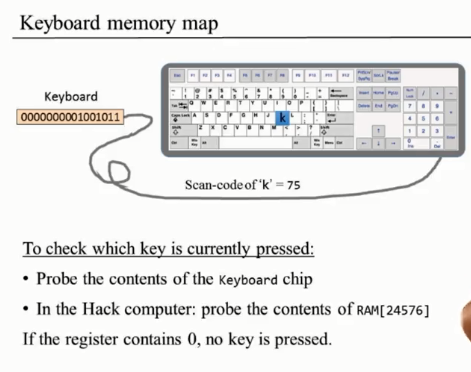 Keyboard memory map
Keyboard
0000000001001011
k
Scan-code of ‘k’ = 75
To check which key is currently pressed:
• Probe the contents of the Keyboard chip
• In the Hack computer: probe the contents of RAM[24576]
If the register contains 0, no key is pressed.